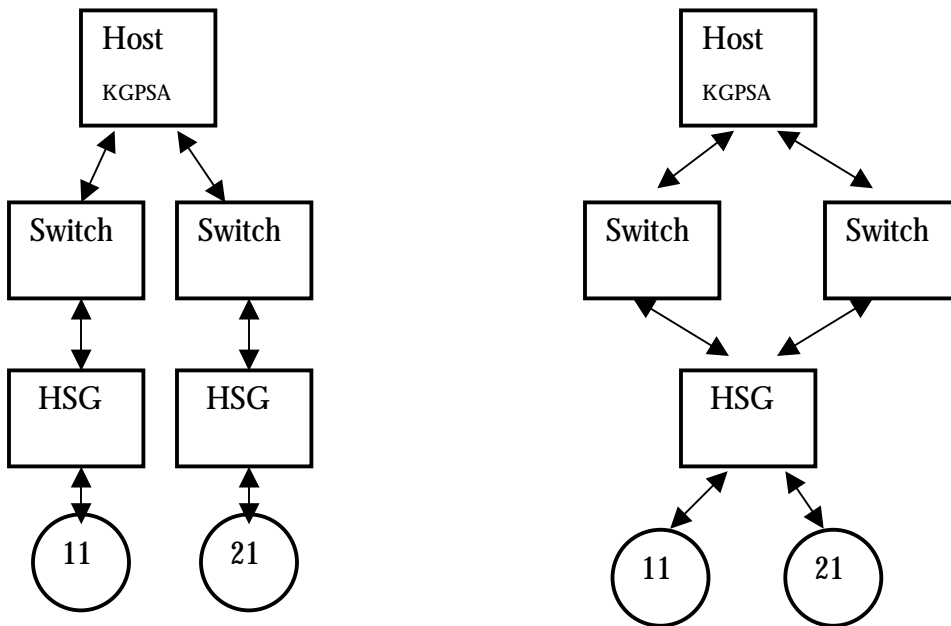 Host
KGPSA
Switch
Switch
HSG
HSG
11
21
Host
KGPSA
Switch
Switch
HSG
11
21